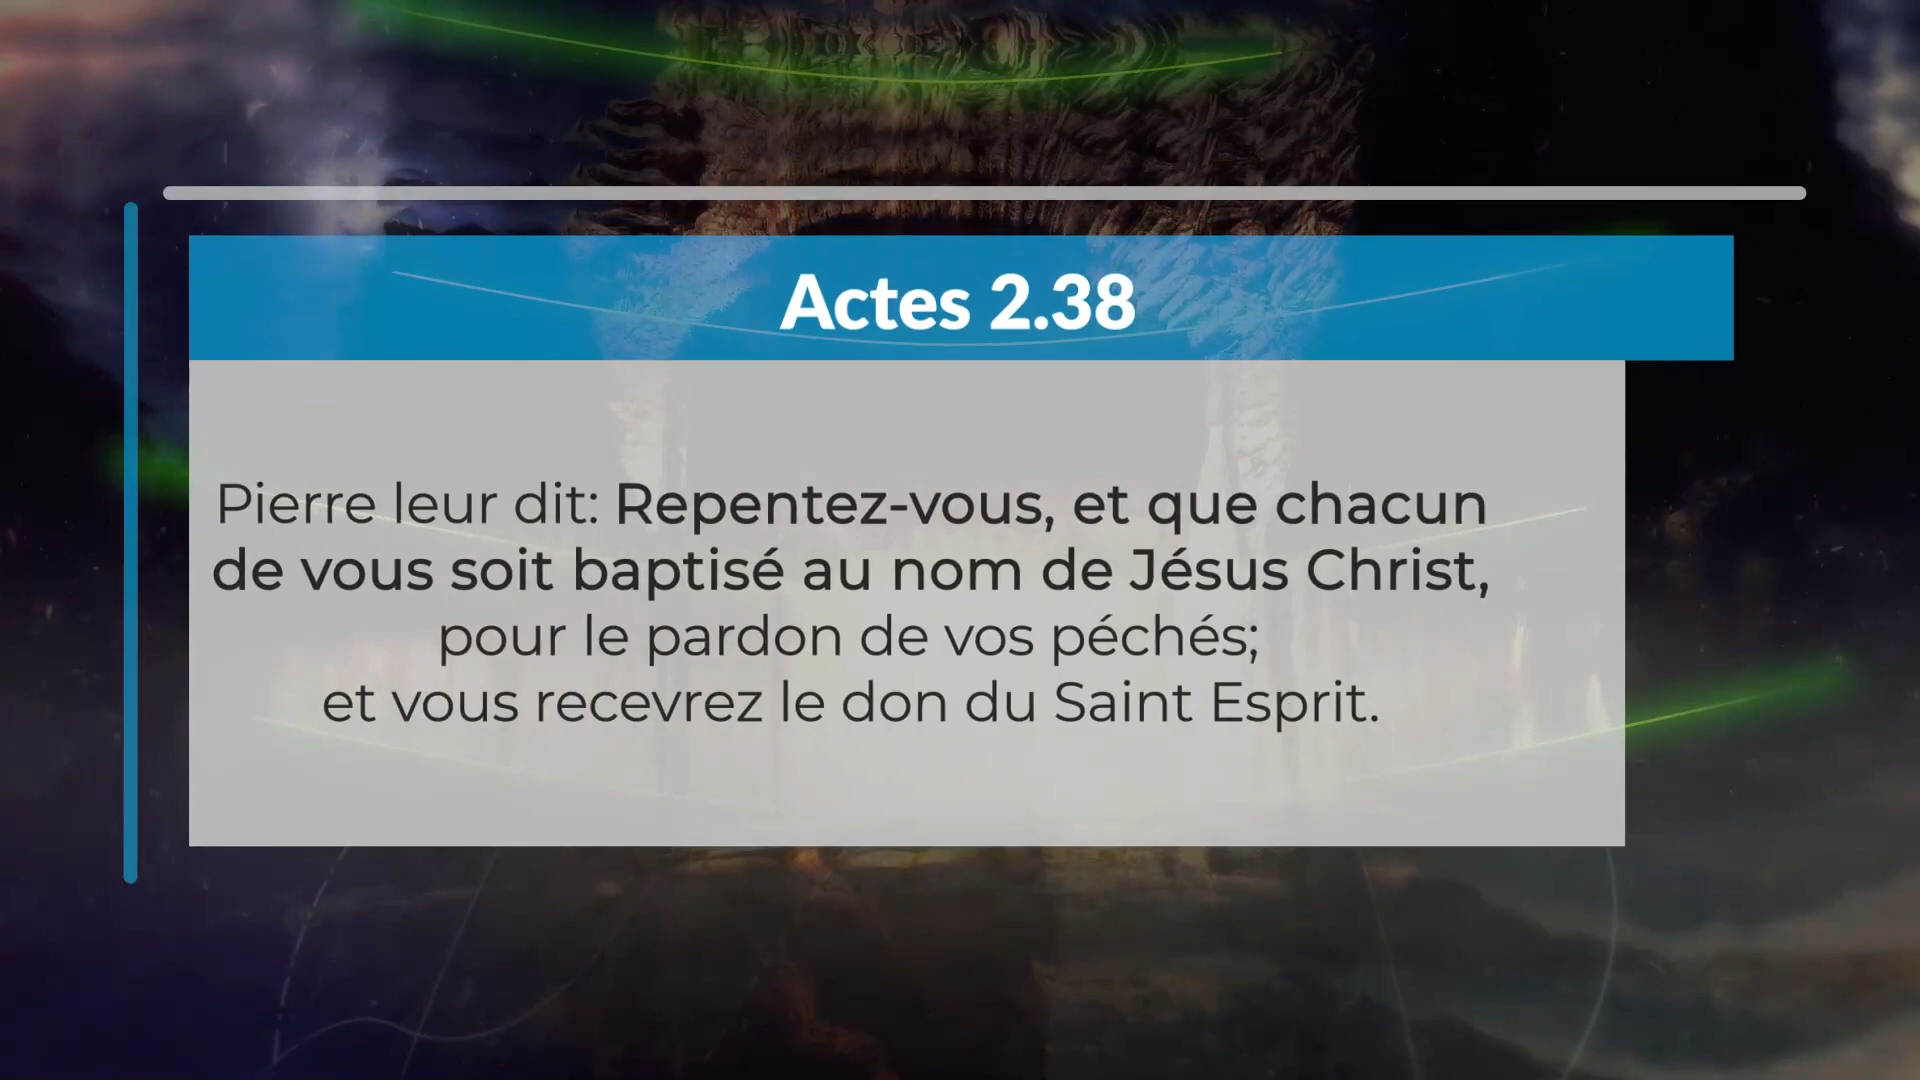 Actes 2.38
Pierre leur dit: Repentez-vous, et que chacun
de vous soit baptisé au nom de Jésus Christ,
pour le pardon de vos péchés;
et vous recevrez le don du Saint Esprit.